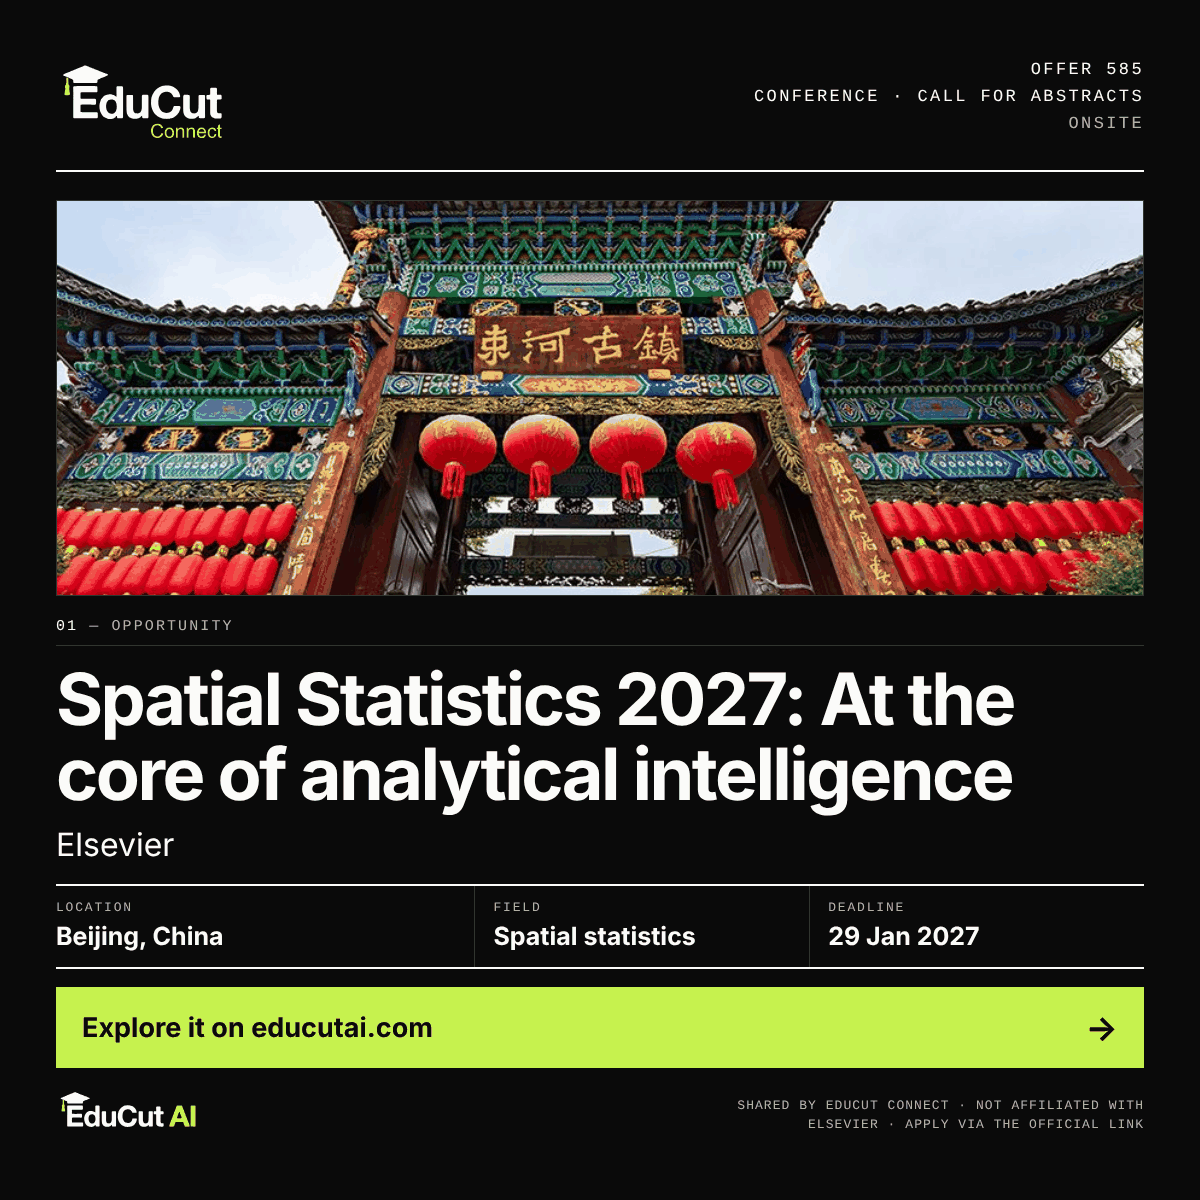 EduCut
Connect
OFFER 585
CONFERENCE · CALL FOR ABSTRACTS
ONSITE
束河古鎮
01 — OPPORTUNITY
Spatial Statistics 2027: At the
core of analytical intelligence
Elsevier
LOCATION
Beijing, China
FIELD
Spatial statistics
DEADLINE
29 Jan 2027
Explore it on educutai.com →
EduCut AI
SHARED BY EDUCUT CONNECT · NOT AFFILIATED WITH
ELSEVIER · APPLY VIA THE OFFICIAL LINK